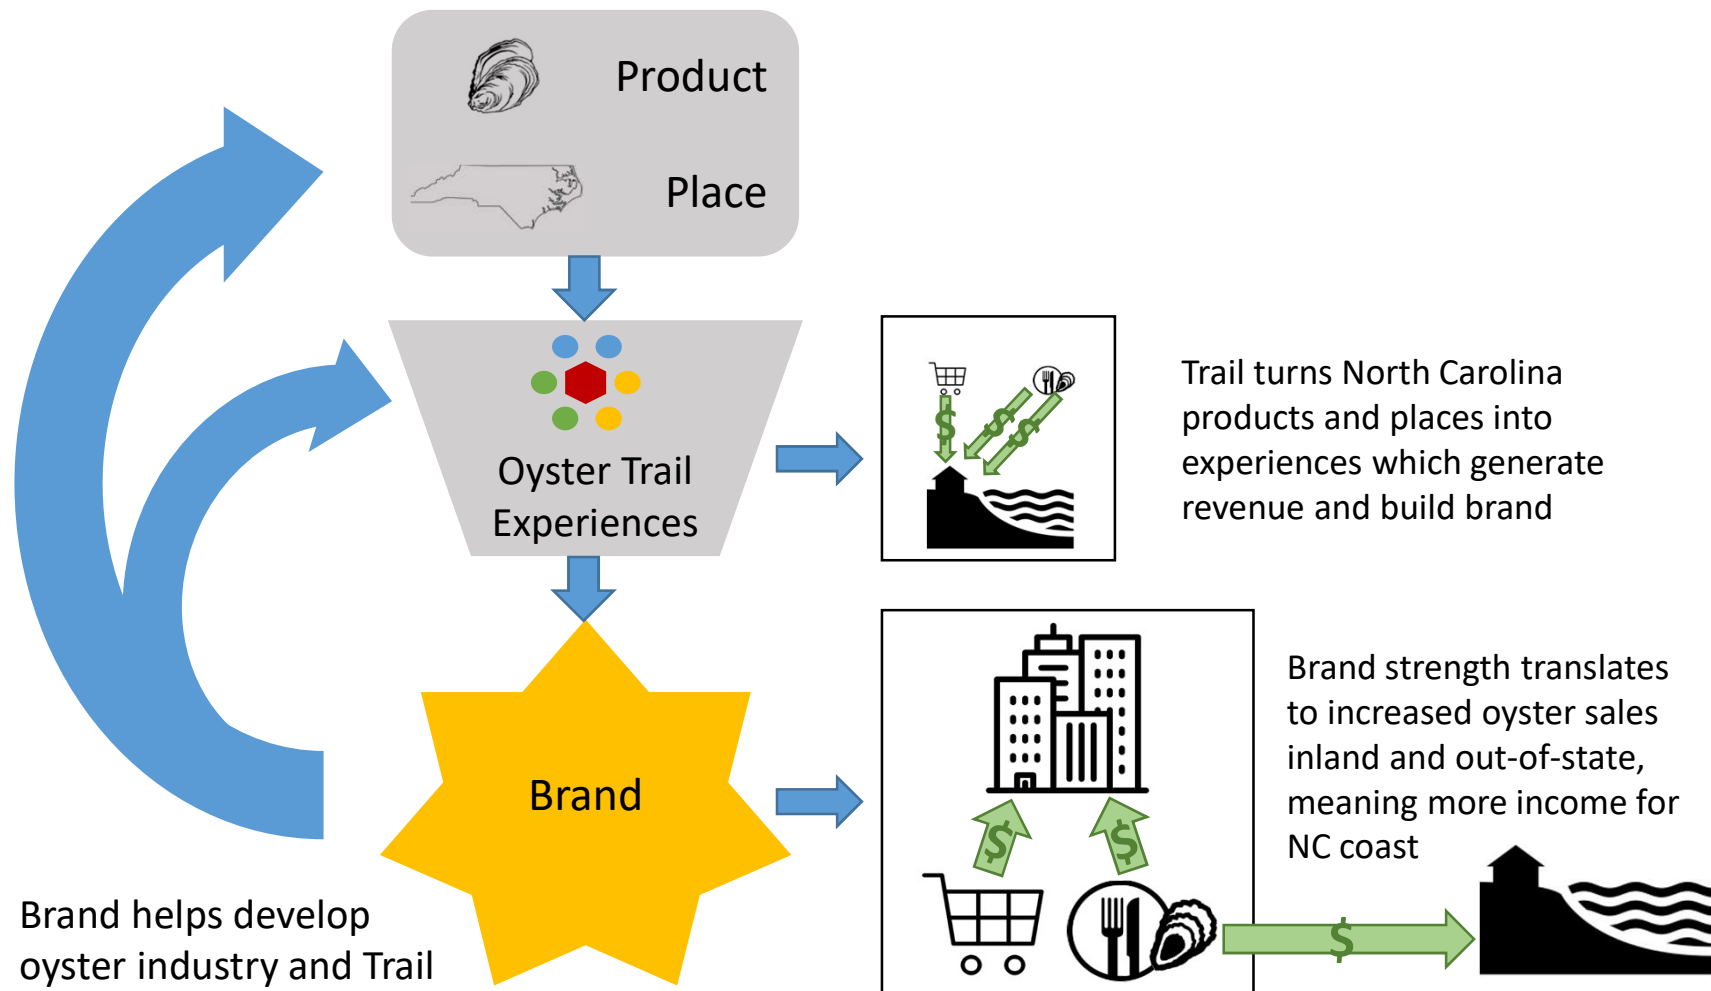 Product
Place
Oyster Trail
Experiences
$
$
$
Trail turns North Carolina
products and places into
experiences which generate
revenue and build brand
Brand
$
$
$
Brand strength translates
to increased oyster sales
inland and out-of-state,
meaning more income for
NC coast
Brand helps develop
oyster industry and Trail